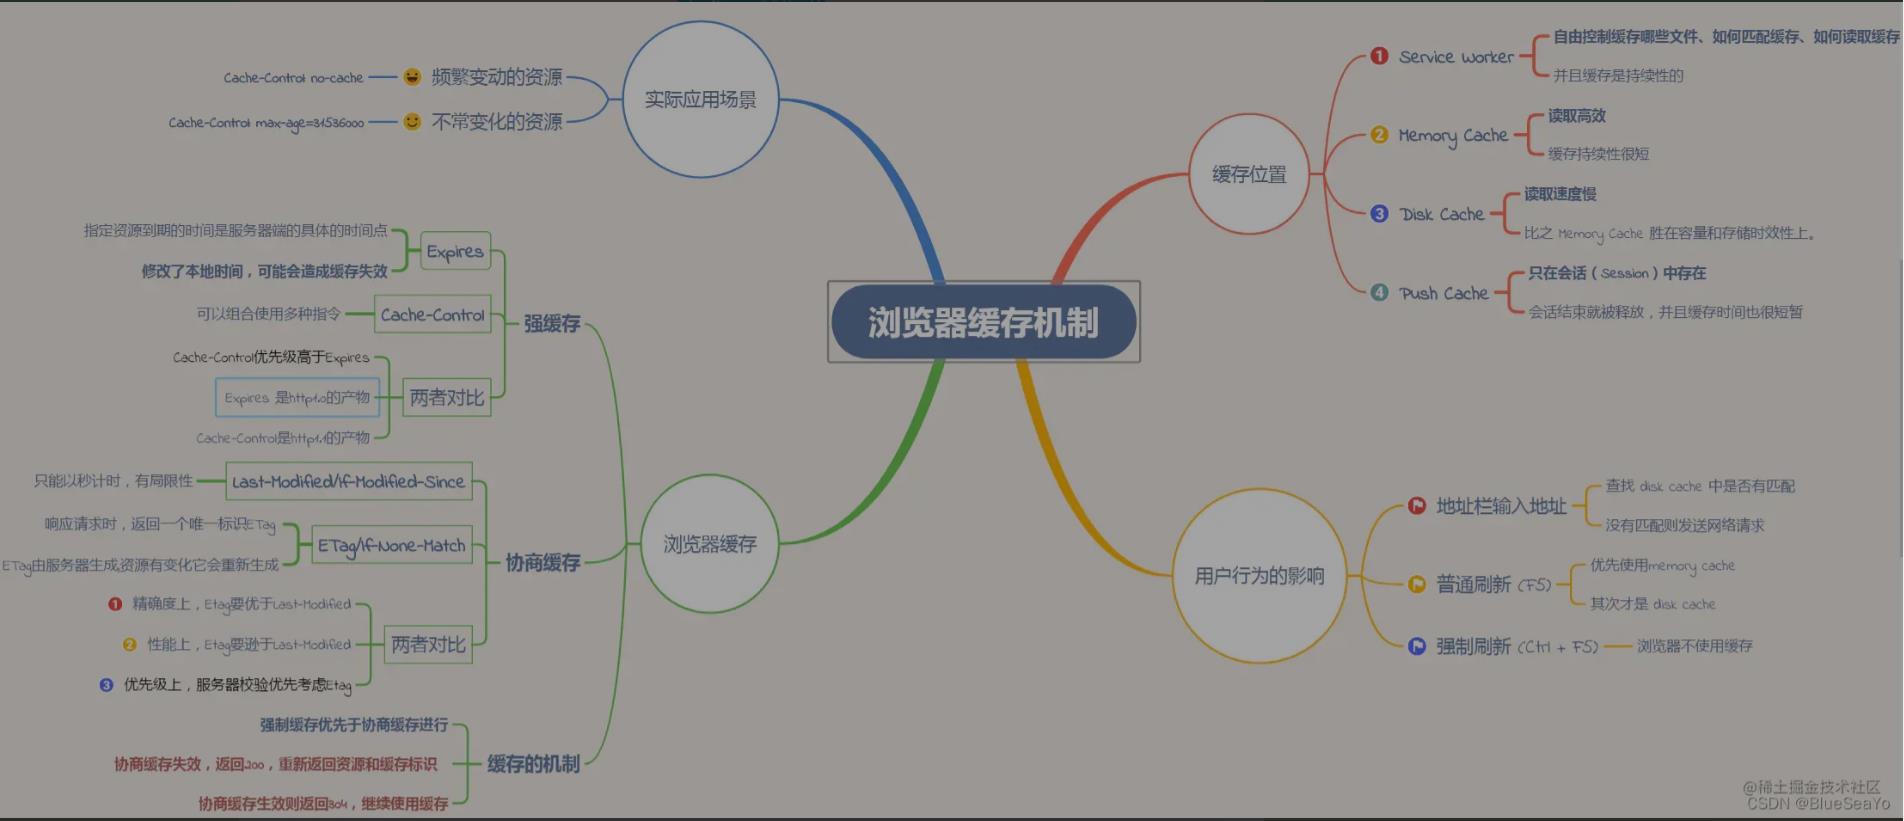 浏览器缓存机制
实际应用场景
频繁变动的资源
Cache-Control no-cache
不常变化的资源
Cache-Control max-age=31536000
缓存位置
1 Service Worker
自由控制缓存哪些文件、如何匹配缓存、如何读取缓存
并且缓存是持续性的
2 Memory Cache
读取高效
缓存持续性很短
3 Disk Cache
读取速度慢
比之 Memory Cache 胜在容量和存储时效性上。
4 Push Cache
只在会话（Session）中存在
会话结束就被释放，并且缓存时间也很短暂
浏览器缓存
强缓存
Expires
指定资源到期的时间是服务器端的具体的时间点
修改了本地时间，可能会造成缓存失效
Cache-Control
可以组合使用多种指令
两者对比
Cache-Control优先级高于Expires
Expires 是http1.0的产物
Cache-Control是http1.1的产物
协商缓存
Last-Modified/If-Modified-Since
只能以秒计时，有局限性
ETag/If-None-Match
响应请求时，返回一个唯一标识ETag
ETag由服务器生成,资源有变化它会重新生成
两者对比
1 精确度上，Etag要优于Last-Modified
2 性能上，Etag要逊于Last-Modified
3 优先级上，服务器校验优先考虑Etag
缓存的机制
强制缓存优先于协商缓存进行
协商缓存失效，返回200，重新返回资源和缓存标识
协商缓存生效则返回304，继续使用缓存
用户行为的影响
地址栏输入地址
查找 disk cache 中是否有匹配
没有匹配则发送网络请求
普通刷新 (F5)
优先使用memory cache
其次才是 disk cache
强制刷新 (Ctrl + F5)
浏览器不使用缓存
@稀土掘金技术社区
CSDN @BlueSeaYo